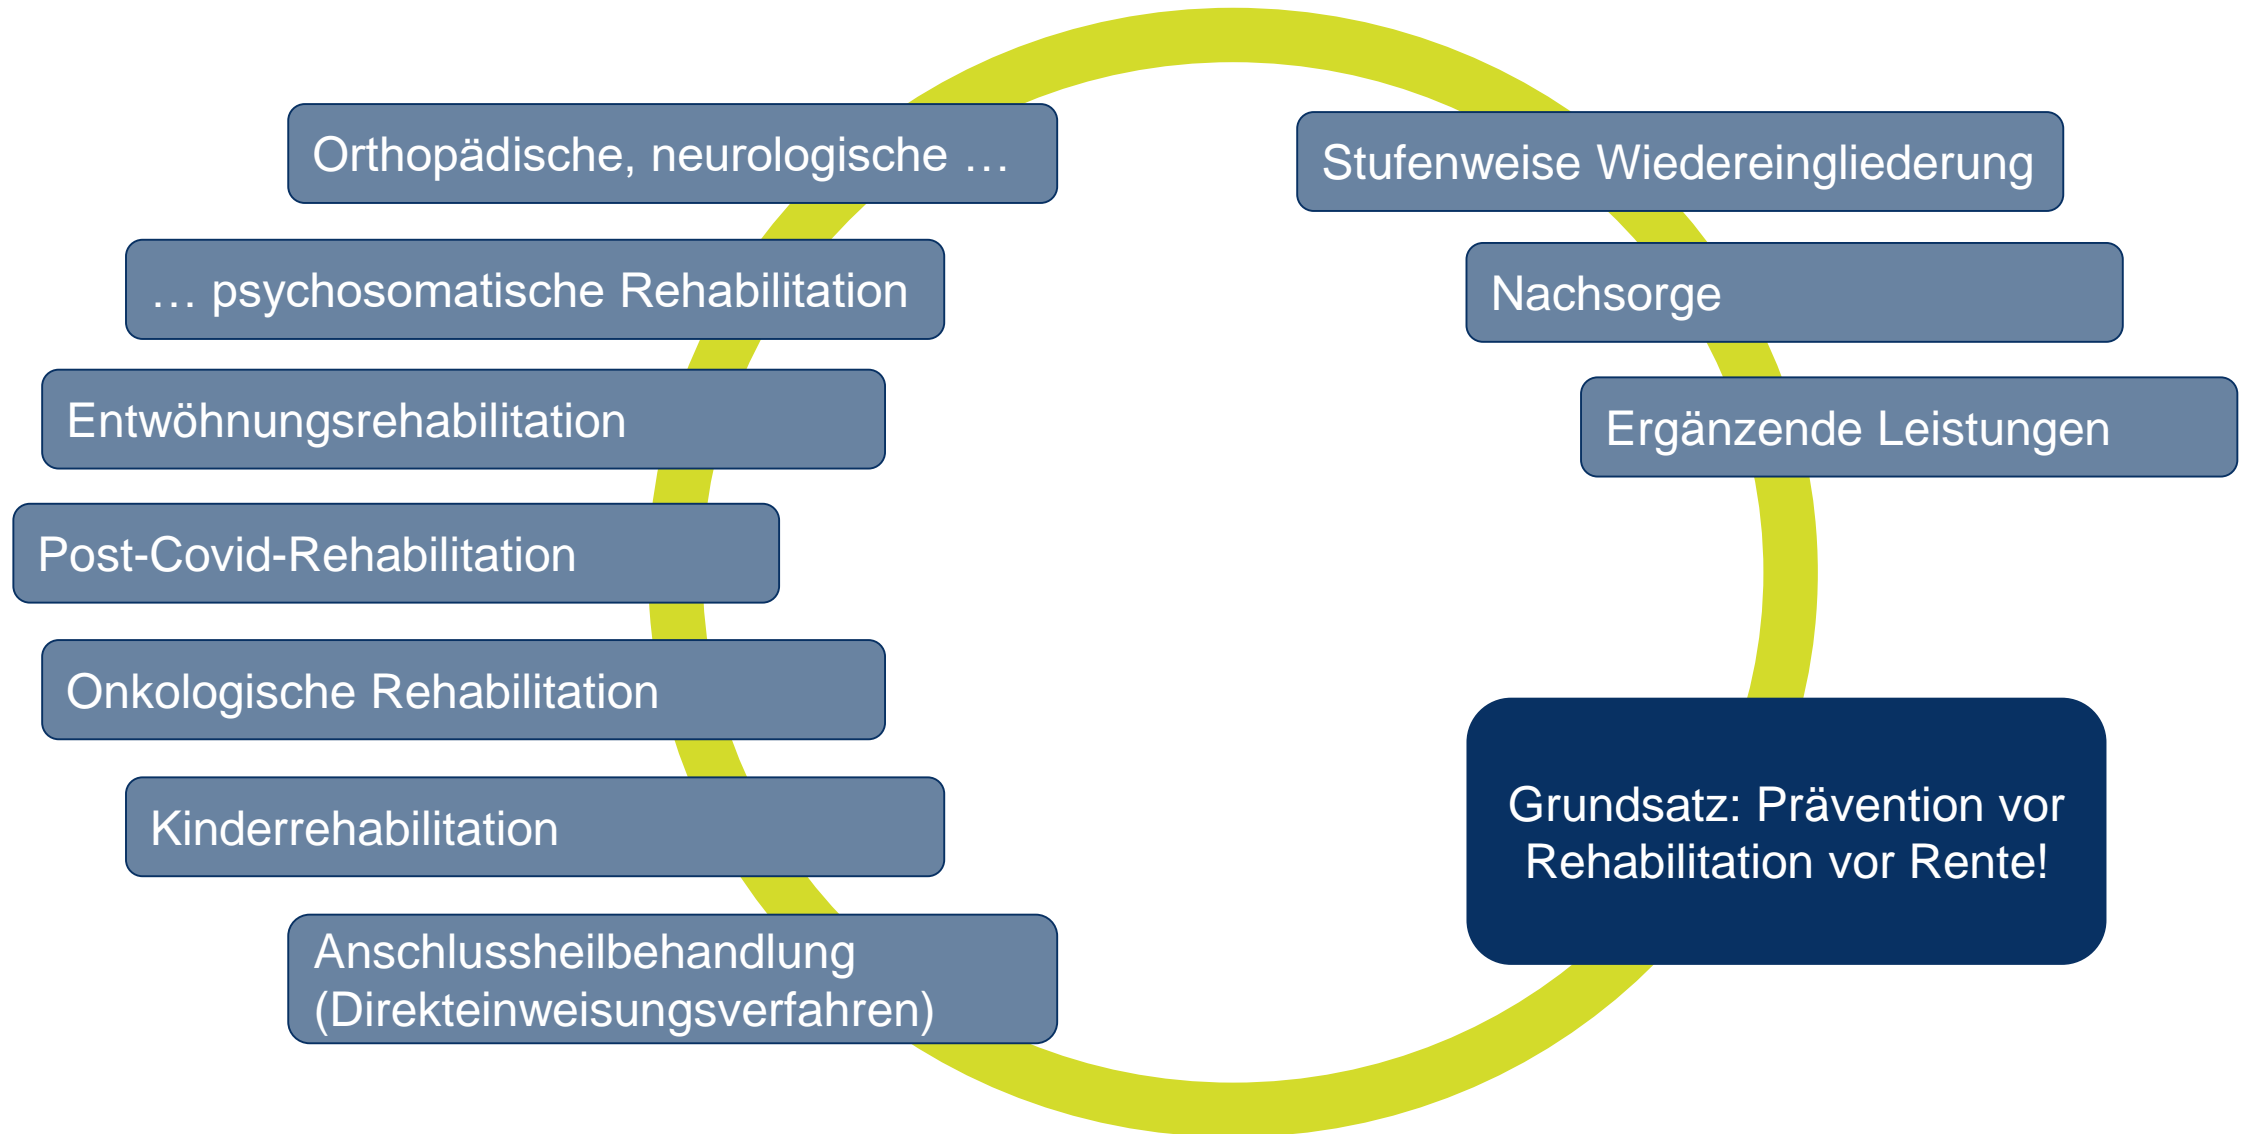 Orthopädische, neurologische …
… psychosomatische Rehabilitation
Entwöhnungsrehabilitation
Post-Covid-Rehabilitation
Onkologische Rehabilitation
Kinderrehabilitation
Anschlussheilbehandlung
(Direkteinweisungsverfahren)
Stufenweise Wiedereingliederung
Nachsorge
Ergänzende Leistungen
Grundsatz: Prävention vor
Rehabilitation vor Rente!